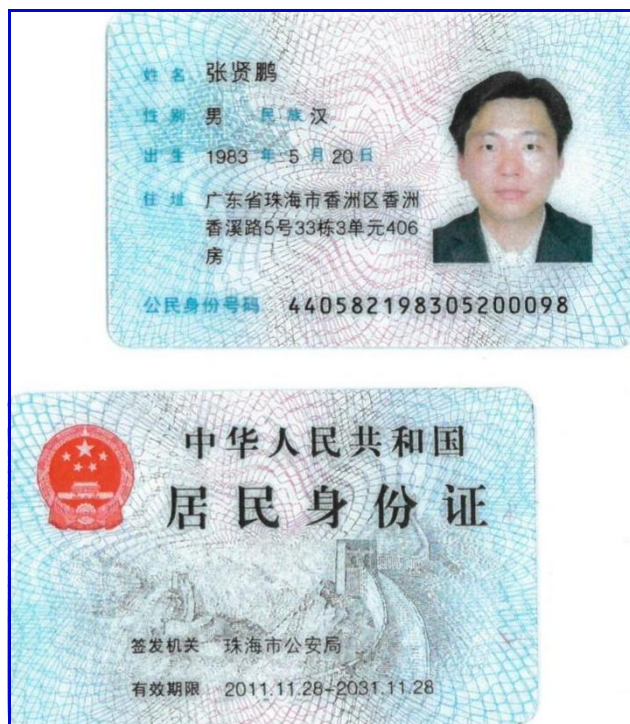 姓名 张贤鹏
性别 男 民族 汉
出生 1983 年 5 月 20 日
住址 广东省珠海市香洲区香洲
香溪路5号33栋3单元406
房
公民身份号码 440582198305200098
中华人民共和国
居民身份证
签发机关 珠海市公安局
有效期限 2011.11.28-2031.11.28